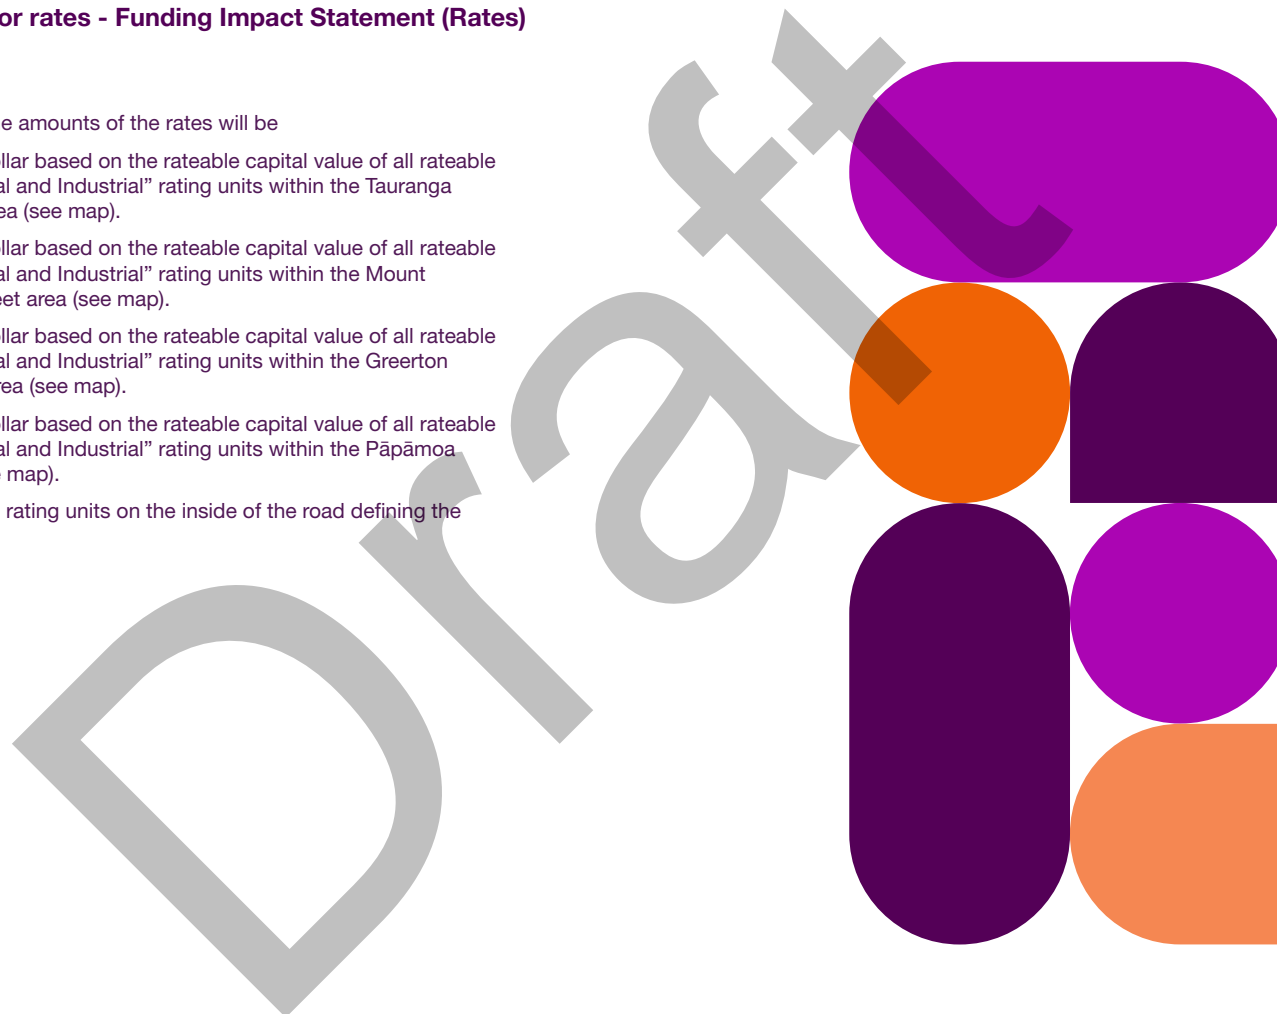 or rates - Funding Impact Statement (Rates)
e amounts of the rates will be
llar based on the rateable capital value of all rateable
al and Industrial” rating units within the Tauranga
ea (see map).
llar based on the rateable capital value of all rateable
al and Industrial” rating units within the Mount
eet area (see map).
llar based on the rateable capital value of all rateable
al and Industrial” rating units within the Greerton
rea (see map).
llar based on the rateable capital value of all rateable
al and Industrial” rating units within the Pāpāmoa
e map).
rating units on the inside of the road defining the
Draft